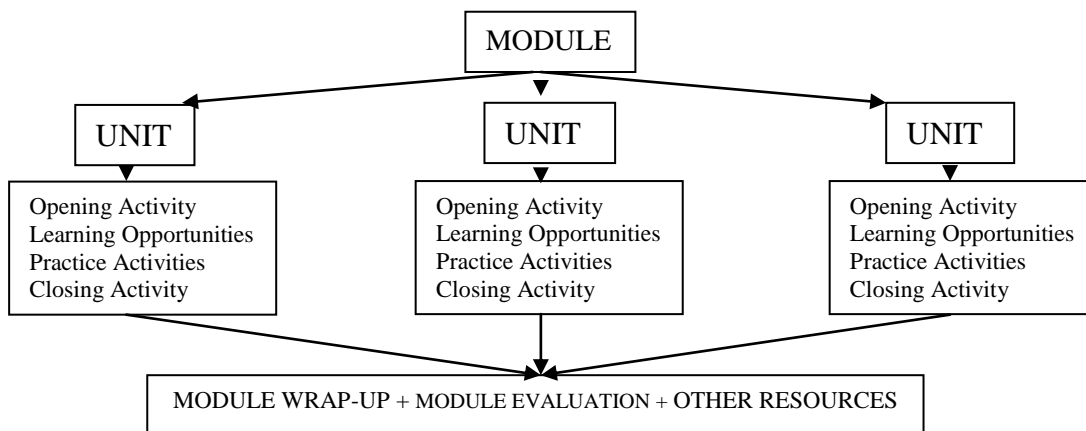 MODULE
UNIT
UNIT
UNIT
Opening Activity
Learning Opportunities
Practice Activities
Closing Activity
Opening Activity
Learning Opportunities
Practice Activities
Closing Activity
Opening Activity
Learning Opportunities
Practice Activities
Closing Activity
MODULE WRAP-UP + MODULE EVALUATION + OTHER RESOURCES